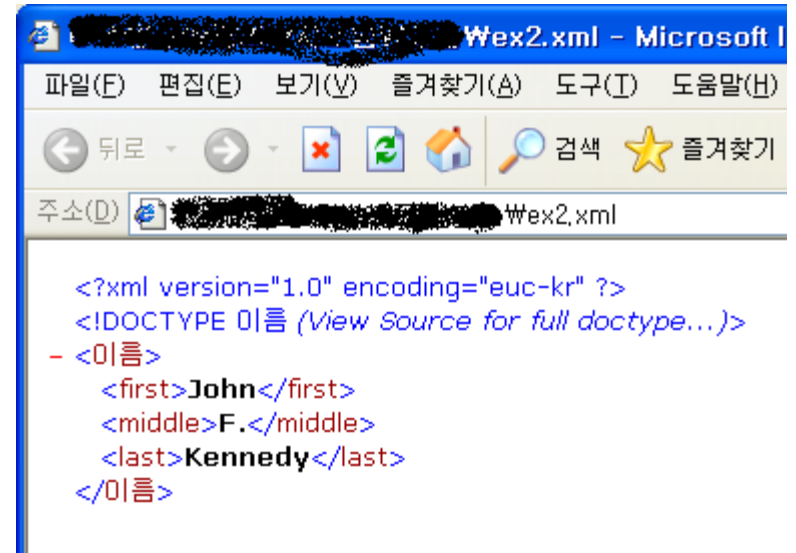 ₩ex2.xml - Microsoft I
파일(F) 편집(E) 보기(V) 즐겨찾기(A) 도구(T) 도움말(H)
뒤로 검색 즐겨찾기
주소(D) ₩ex2.xml
<?xml version="1.0" encoding="euc-kr" ?>
<!DOCTYPE 이름 (View Source for full doctype...)>
- <이름>
<first>John</first>
<middle>F.</middle>
<last>Kennedy</last>
</이름>